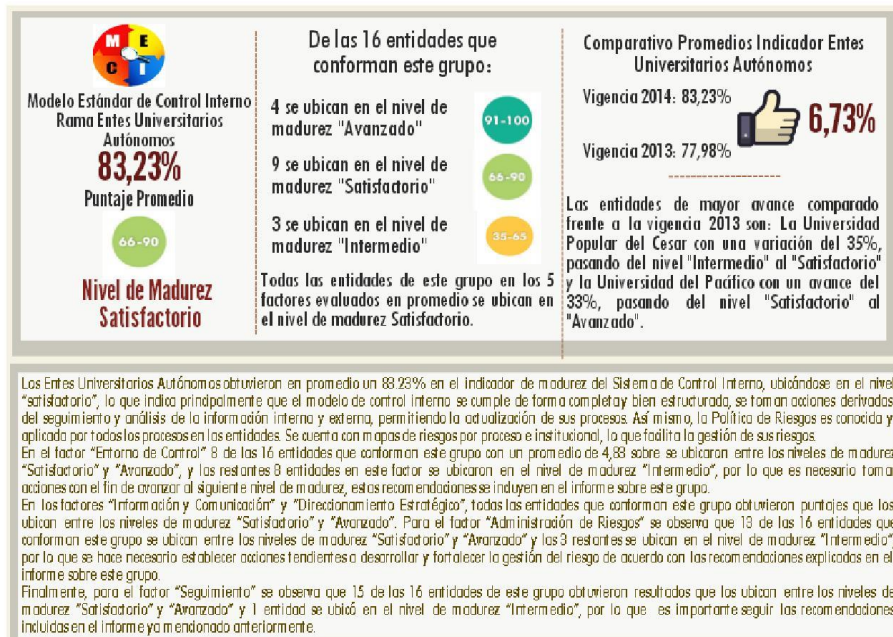 M E
C I
Modelo Estándar de Control Interno
Rama Entes Universitarios
Autónomos
83,23%
Puntaje Promedio
66-90
Nivel de Madurez
Satisfactorio
De las 16 entidades que
conforman este grupo:
4 se ubican en el nivel de
madurez "Avanzado"
91-100
9 se ubican en el nivel de
madurez "Satisfactorio"
66-90
3 se ubican en el nivel de
madurez "Intermedio"
35-65
Todas las entidades de este grupo en los 5
factores evaluados en promedio se ubican en
el nivel de madurez Satisfactorio.
Comparativo Promedios Indicador Entes
Universitarios Autónomos
Vigencia 2014: 83,23%
6,73%
Vigencia 2013: 77,98%
Las entidades de mayor avance comparado
frente a la vigencia 2013 son: La Universidad
Popular del Cesar con una variación del 35%,
pasando del nivel "Intermedio" al "Satisfactorio"
y la Universidad del Pacífico con un avance del
33%, pasando del nivel "Satisfactorio" al
"Avanzado".
Los Entes Universitarios Autónomos obtuvieron en promedio un 83.23% en el indicador de madurez del Sistema de Control Interno, ubicándose en el nivel
"satisfactorio", lo que indica principalmente que el modelo de control interno se cumple de forma completa y bien estructurada, se toman acciones derivadas
del seguimiento y análisis de la información interna y externa, permitiendo la actualización de sus procesos. Así mismo, la Política de Riesgos es conocida y
aplicada por todos los procesos en las entidades. Se cuenta con mapas de riesgos por proceso e institucional, lo que facilita la gestión de sus riesgos.
En el factor "Entorno de Control" 8 de las 16 entidades que conforman este grupo con un promedio de 4,83 sobre se ubicaron entre los niveles de madurez
"Satisfactorio" y "Avanzado", y las restantes 8 entidades en este factor se ubicaron en el nivel de madurez "Intermedio", por lo que es necesario toma
acciones con el fin de avanzar al siguiente nivel de madurez, estas recomendaciones se incluyen en el informe sobre este grupo.
En los factores "Información y Comunicación" y "Direccionamiento Estratégico", todas las entidades que conforman este grupo obtuvieron puntajes que los
ubican entre los niveles de madurez "Satisfactorio" y "Avanzado". Para el factor "Administración de Riesgos" se observa que 13 de las 16 entidades que
conforman este grupo se ubican entre los niveles de madurez "Satisfactorio" y "Avanzado" y las 3 restantes se ubican en el nivel de madurez "Intermedio"
por lo que se hace necesario establecer acciones tendientes a desarrollar y fortalecer la gestión del riesgo de acuerdo con las recomendaciones explicadas en el
informe sobre este grupo.
Finalmente, para el factor "Seguimiento" se observa que 15 de las 16 entidades de este grupo obtuvieron resultados que los ubican entre los niveles de
madurez "Satisfactorio" y "Avanzado" y 1 entidad se ubicó en el nivel de madurez "Intermedio", por lo que es importante seguir las recomendaciones
incluidas en el informe ya mencionado anteriormente.